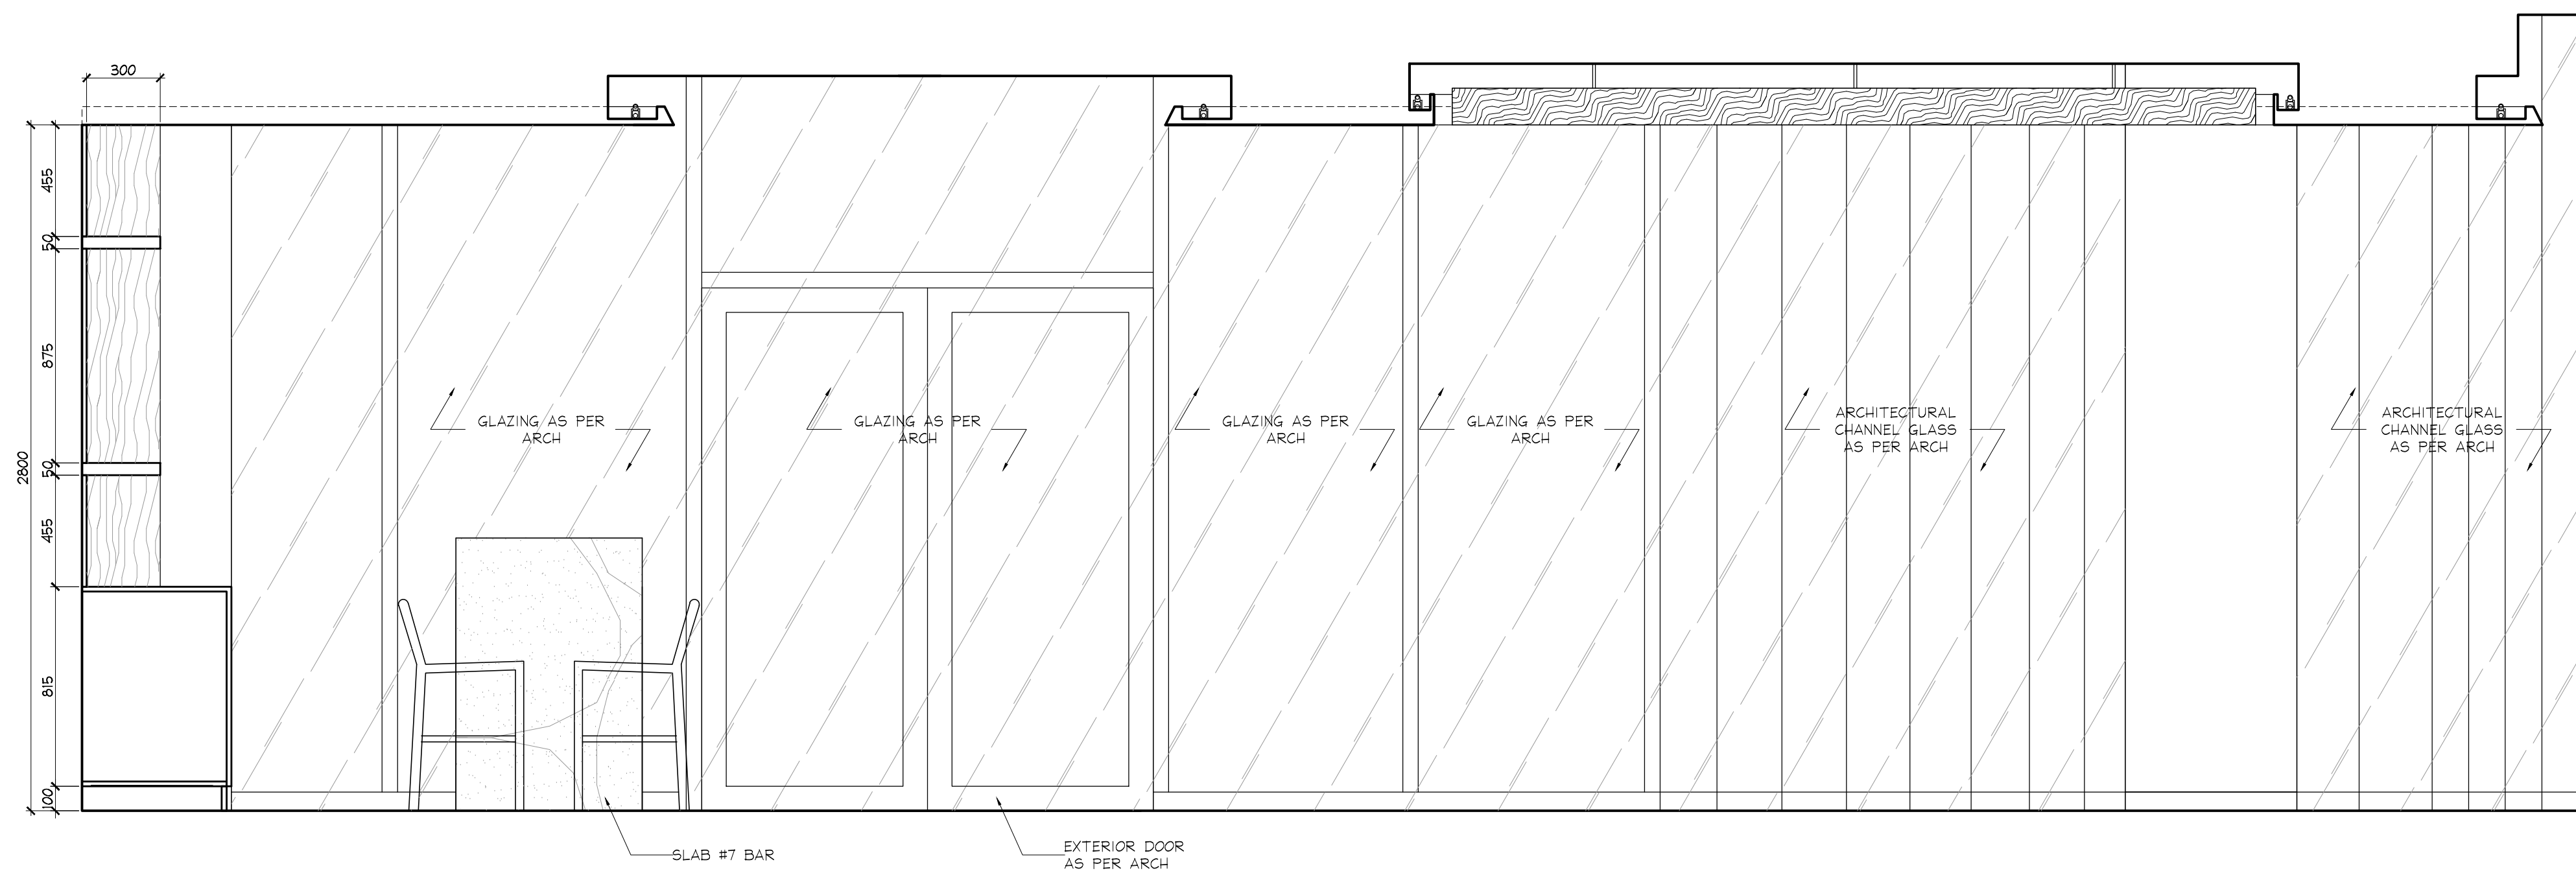 300
455
50
875
2800
50
455
815
100
GLAZING AS PER
ARCH
GLAZING AS PER
ARCH
GLAZING AS PER
ARCH
GLAZING AS PER
ARCH
ARCHITECTURAL
CHANNEL GLASS
AS PER ARCH
ARCHITECTURAL
CHANNEL GLASS
AS PER ARCH
SLAB #7 BAR
EXTERIOR DOOR
AS PER ARCH